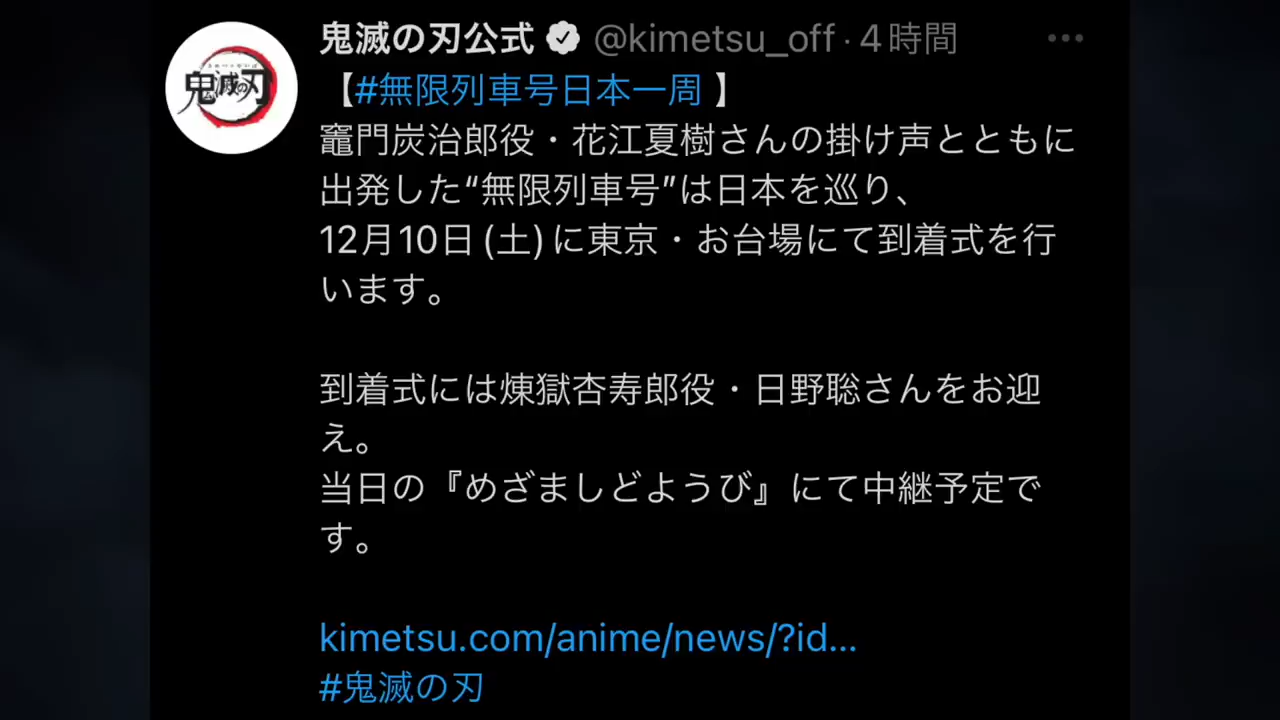 鬼滅の刃公式 @kimetsu_off · 4時間
【#無限列車号日本一周 】
竈門炭治郎役・花江夏樹さんの掛け声とともに
出発した“無限列車号”は日本を巡り、
12月10日(土)に東京・お台場にて到着式を行
います。
到着式には煉獄杏寿郎役・日野聡さんをお迎
え。
当日の『めざましどようび』にて中継予定で
す。
kimetsu.com/anime/news/?id...
#鬼滅の刃
鬼滅の刃